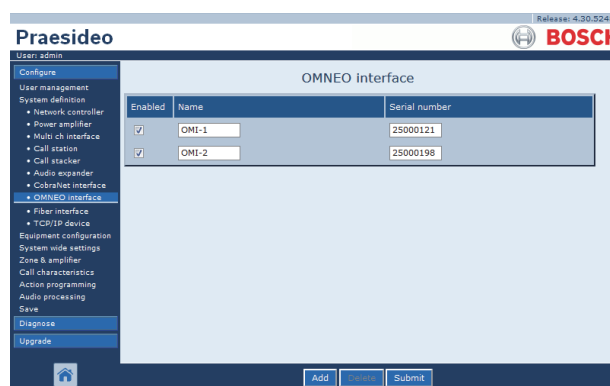 Release: 4.30.524
Praesideo
BOSCH
User: admin
Configure
User management
System definition
• Network controller
• Power amplifier
• Multi ch interface
• Call station
• Call stacker
• Audio expander
• CobraNet interface
• OMNEO interface
• Fiber interface
• TCP/IP device
Equipment configuration
System wide settings
Zone & amplifier
Call characteristics
Action programming
Audio processing
Save
Diagnose
Upgrade
OMNEO interface
Enabled Name Serial number
OMI-1 25000121
OMI-2 25000198
Add Delete Submit